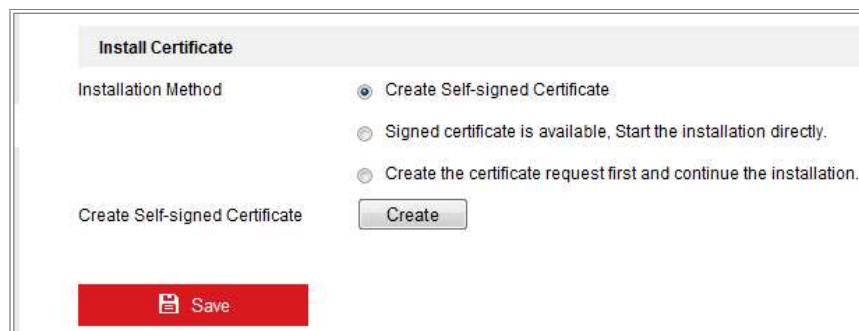 Install Certificate
Installation Method
Create Self-signed Certificate
Signed certificate is available, Start the installation directly.
Create the certificate request first and continue the installation.
Create Self-signed Certificate
Create
Save